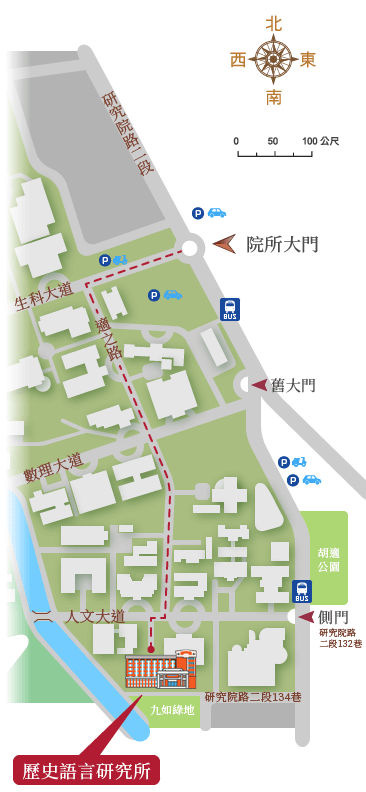 北
西 東
南
0 50 100 公尺
研究院路二段
P
院所大門
P
生科大道
P
適之路
BUS
舊大門
數理大道
P
P
胡適
公園
BUS
人文大道
側門
研究院路
二段132巷
研究院路二段134巷
九如綠地
歷史語言研究所